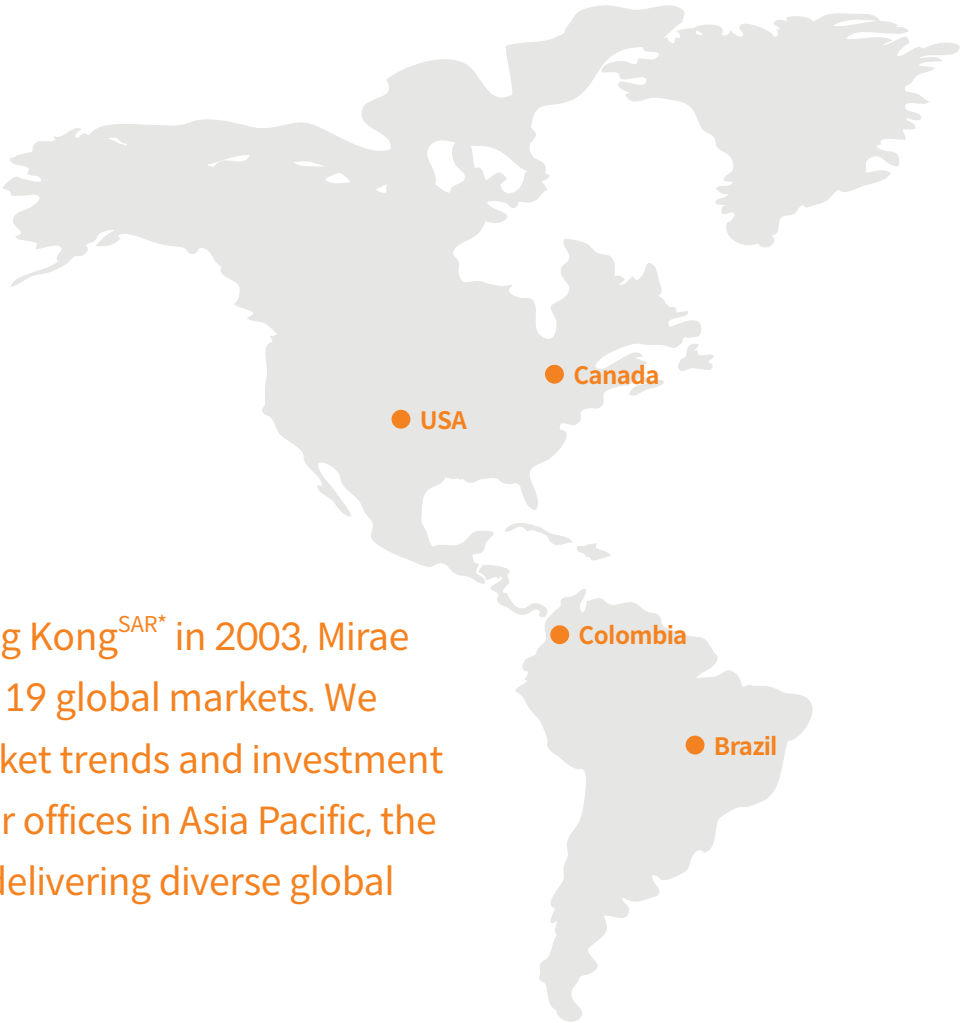 Canada
USA
g Kong^SAR* in 2003, Mirae
Colombia
19 global markets. We
Brazil
ket trends and investment
r offices in Asia Pacific, the
delivering diverse global